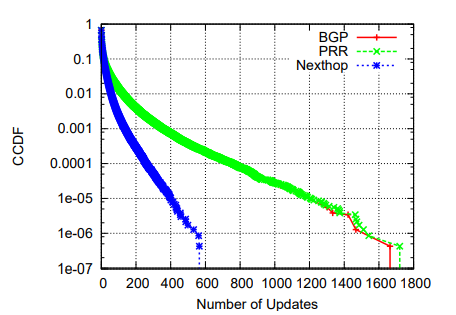 1
0.1
0.01
0.001
0.0001
1e-05
1e-06
1e-07
CCDF
BGP
PRR
Nexthop
0 200 400 600 800 1000 1200 1400 1600 1800
Number of Updates